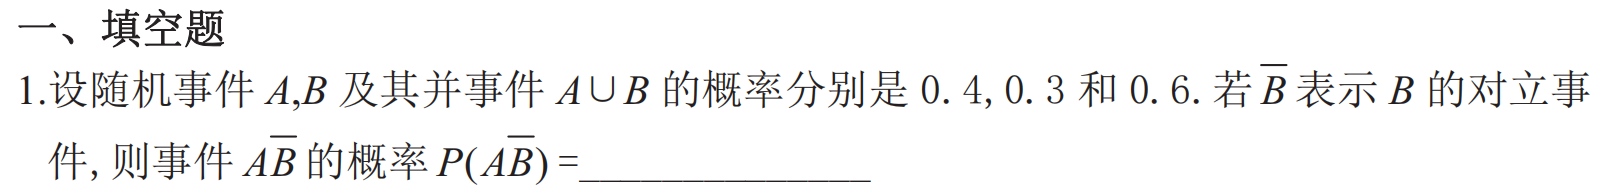 一、填空题
1.设随机事件 A,B 及其并事件 A∪B 的概率分别是 0.4,0.3 和 0.6.若 B̅ 表示 B 的对立事
件,则事件 AB̅ 的概率 P(AB̅)=______________